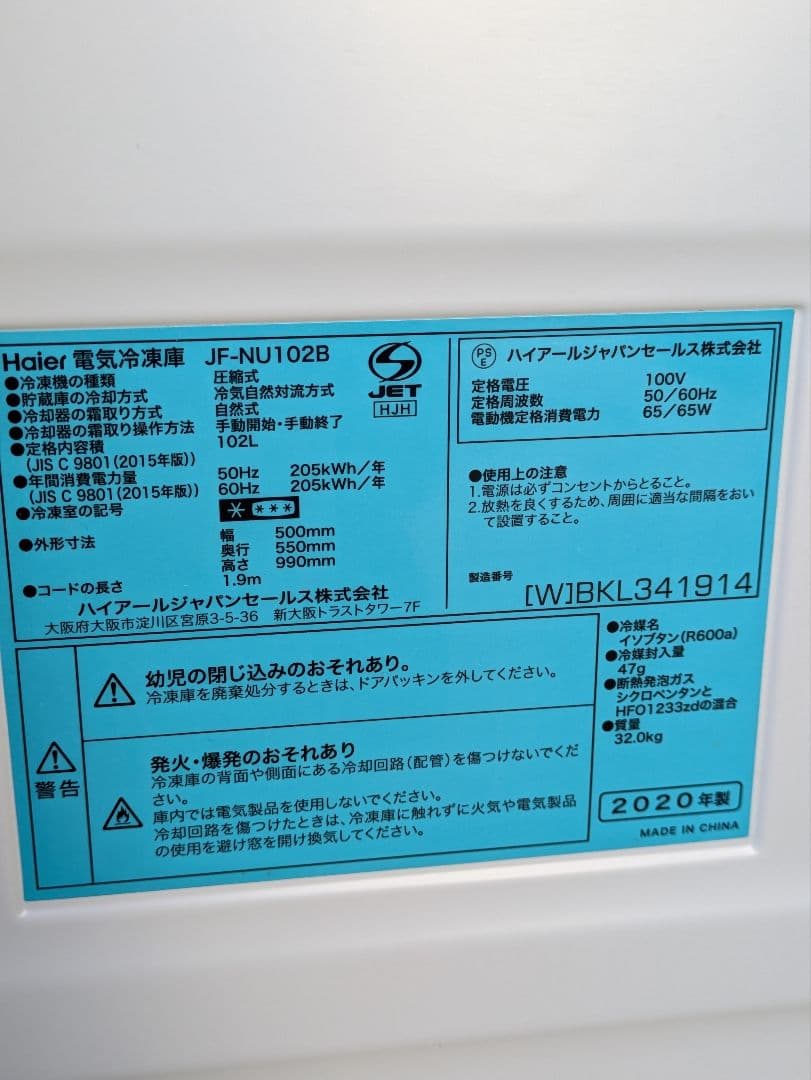 Haier 電気冷凍庫 JF-NU102B
●冷凍機の種類 圧縮式
●貯蔵庫の冷却方式 冷気自然対流方式
●冷却器の霜取り方式 自然式
●冷却器の霜取り操作方法 手動開始・手動終了
●定格内容積 102L
(JIS C 9801(2015年版))
●年間消費電力量 50Hz 205kWh/年
(JIS C 9801(2015年版)) 60Hz 205kWh/年
●冷凍室の記号
●外形寸法 幅 500mm
奥行 550mm
高さ 990mm
●コードの長さ 1.9m
ハイアールジャパンセールス株式会社
大阪府大阪市淀川区宮原3-5-36 新大阪トラストタワー7F
JET
HJH
PSE ハイアールジャパンセールス株式会社
定格電圧 100V
定格周波数 50/60Hz
電動機定格消費電力 65/65W
●使用上の注意
1.電源は必ずコンセントからとること。
2.放熱を良くするため、周囲に適当な間隔をおい
て設置すること。
製造番号 [W]BKL341914
警告
幼児の閉じ込みのおそれあり。
冷凍庫を廃棄処分するときは、ドアパッキンを外してください。
発火・爆発のおそれあり
冷凍庫の背面や側面にある冷却回路(配管)を傷つけないでくだ
さい。
庫内では電気製品を使用しないでください。
冷却回路を傷つけたときは、冷凍庫に触れずに火気や電気製品
の使用を避け窓を開け換気してください。
●冷媒名
イソブタン(R600a)
●冷媒封入量
47g
●断熱発泡ガス
シクロペンタンと
HFO1233zdの混合
●質量
32.0kg
2020年製
MADE IN CHINA